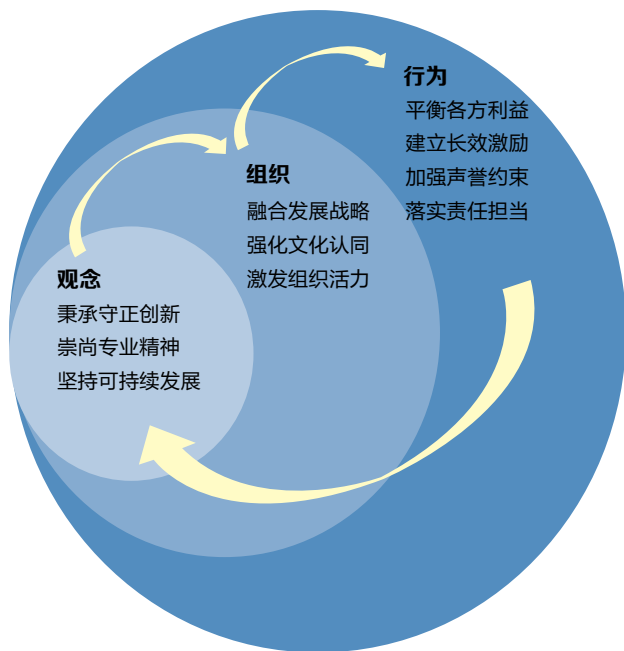 观念
秉承守正创新
崇尚专业精神
坚持可持续发展
组织
融合发展战略
强化文化认同
激发组织活力
行为
平衡各方利益
建立长效激励
加强声誉约束
落实责任担当